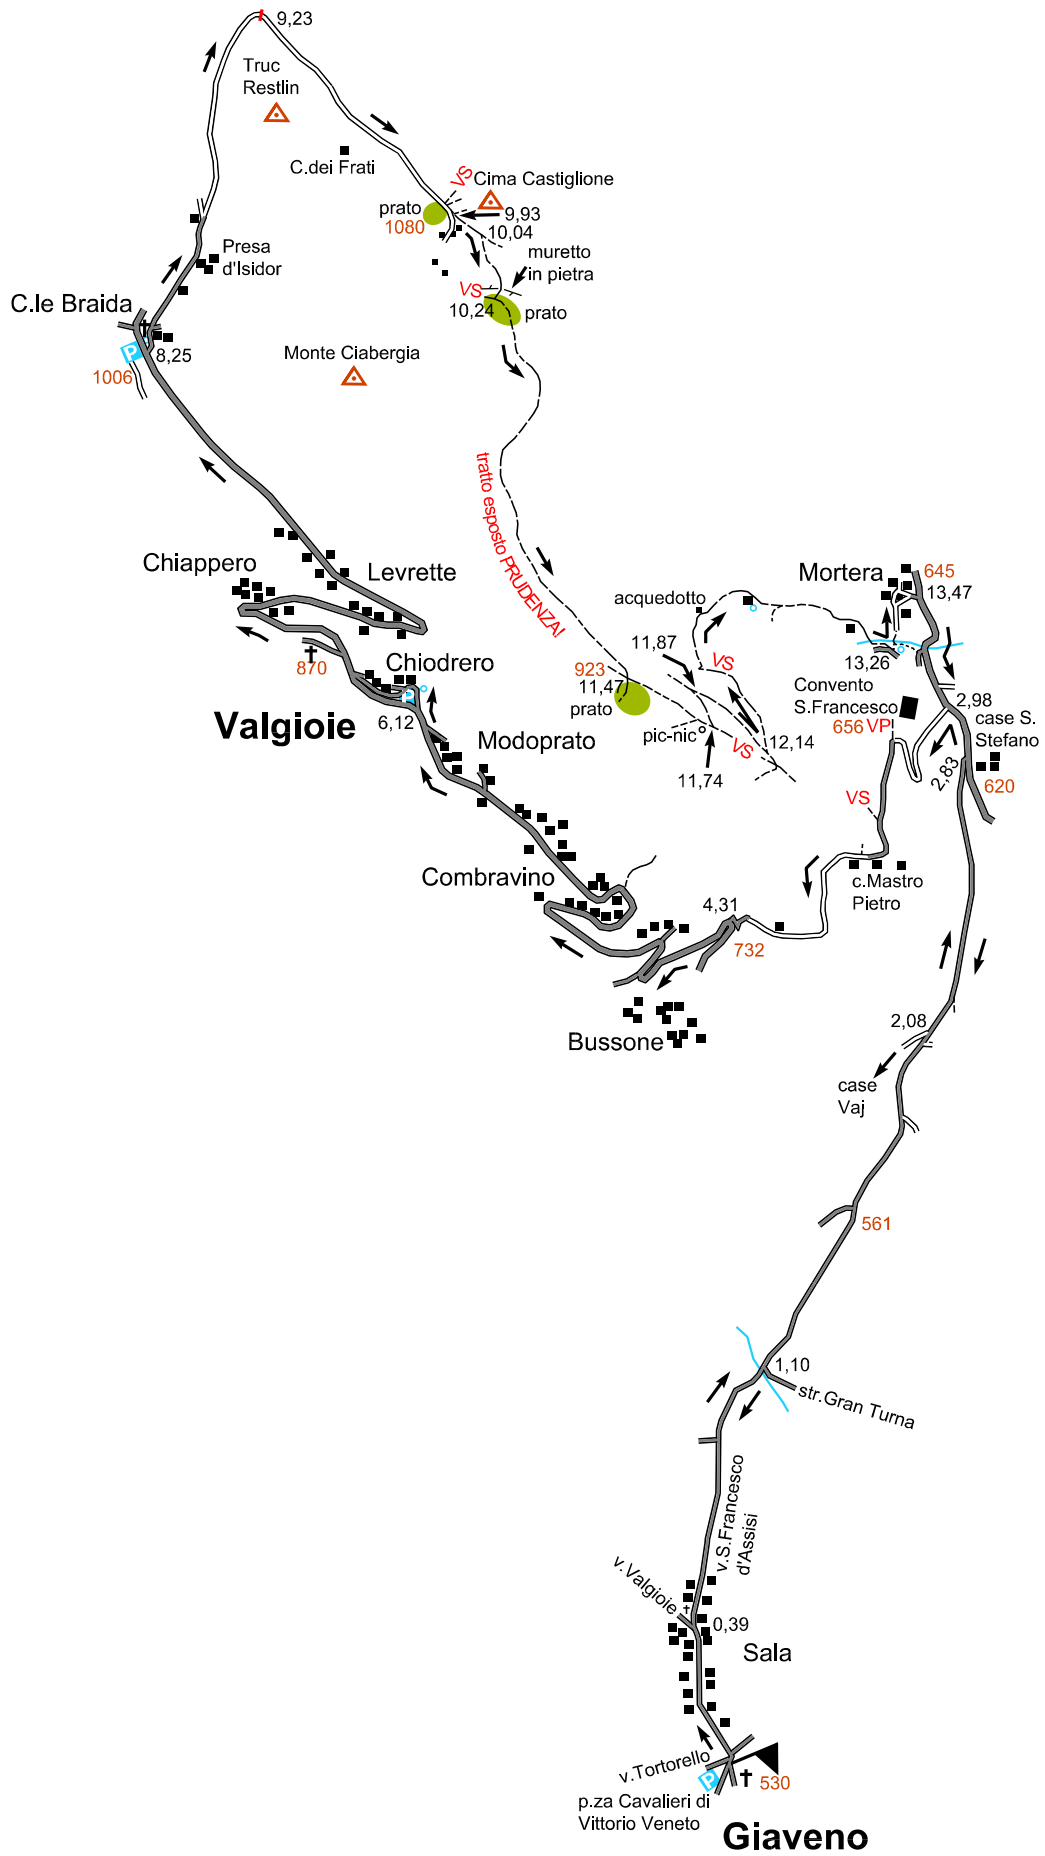 9,23
Truc
Restlin
C.dei Frati
VS
Cima Castiglione
prato
1080
9,93
10,04
muretto
in pietra
Presa
d'Isidor
VS
10,24
prato
C.le Braida
P
8,25
1006
Monte Ciabergia
tratto esposto PRUDENZA!
Chiappero
Levrette
Mortera
645
13,47
acquedotto
870
Chiodrero
P
6,12
Valgioie
923
11,47
prato
11,87
VS
13,26
Convento
S.Francesco
656
VP
2,98
case S.
Stefano
pic-nic
VS
12,14
11,74
2,83
620
Modoprato
VS
Combravino
c.Mastro
Pietro
4,31
732
Bussone
2,08
case
Vaj
561
1,10
str.Gran Turna
v.S.Francesco
d'Assisi
v.Valgioie
0,39
Sala
v.Tortorello
P
530
p.za Cavalieri di
Vittorio Veneto
Giaveno